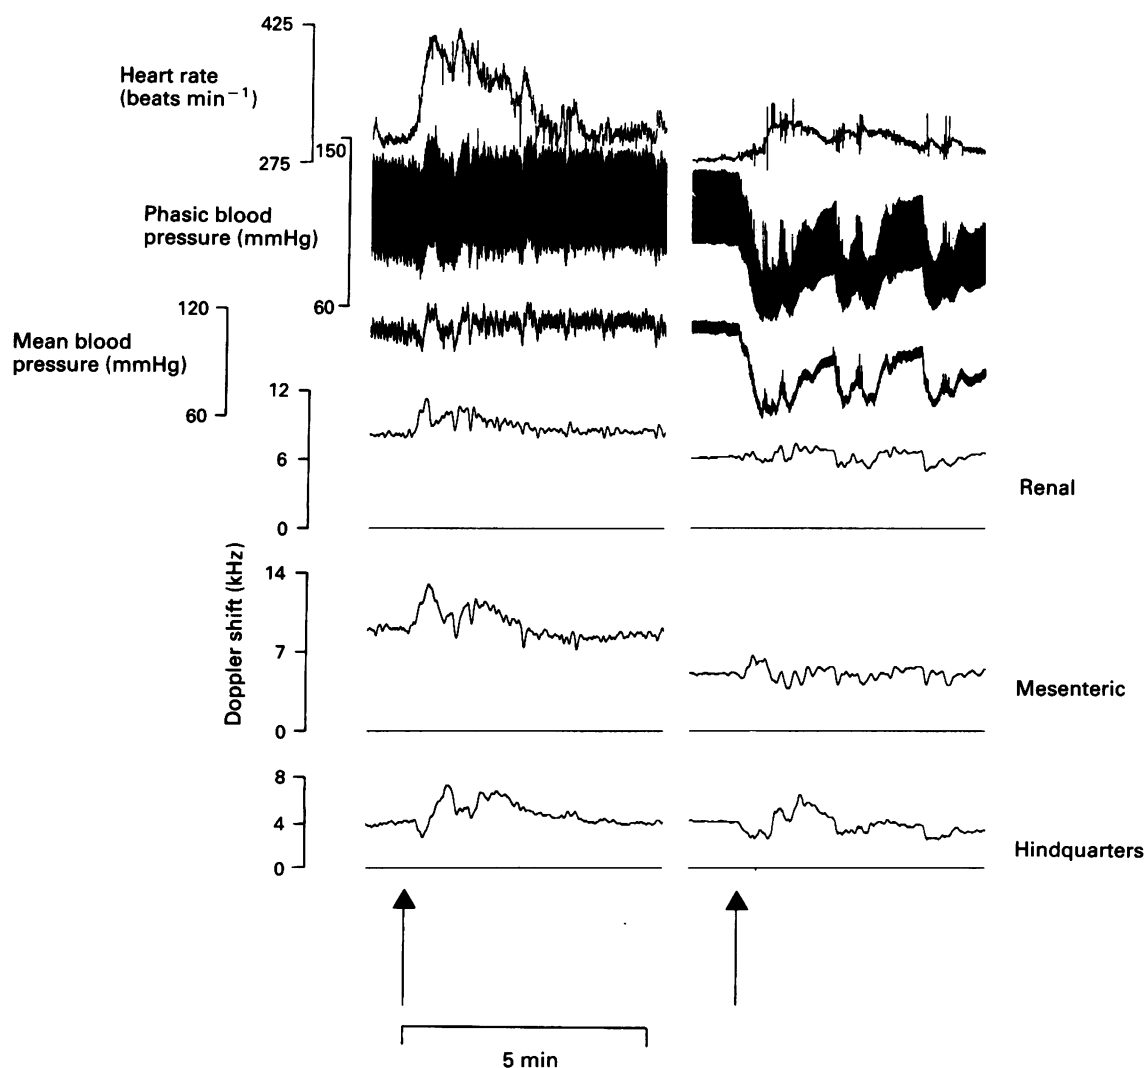 425
Heart rate
(beats min⁻¹)
275
150
Phasic blood
pressure (mmHg)
60
120
Mean blood
pressure (mmHg)
60
12
6
0
Renal
Doppler shift (kHz)
14
7
0
Mesenteric
8
4
0
Hindquarters
5 min